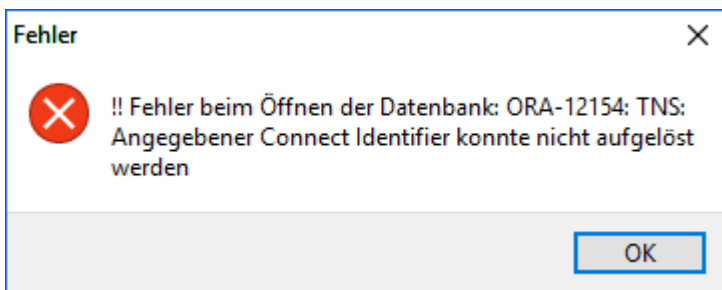 Fehler
!! Fehler beim Öffnen der Datenbank: ORA-12154: TNS:
Angegebener Connect Identifier konnte nicht aufgelöst
werden
OK